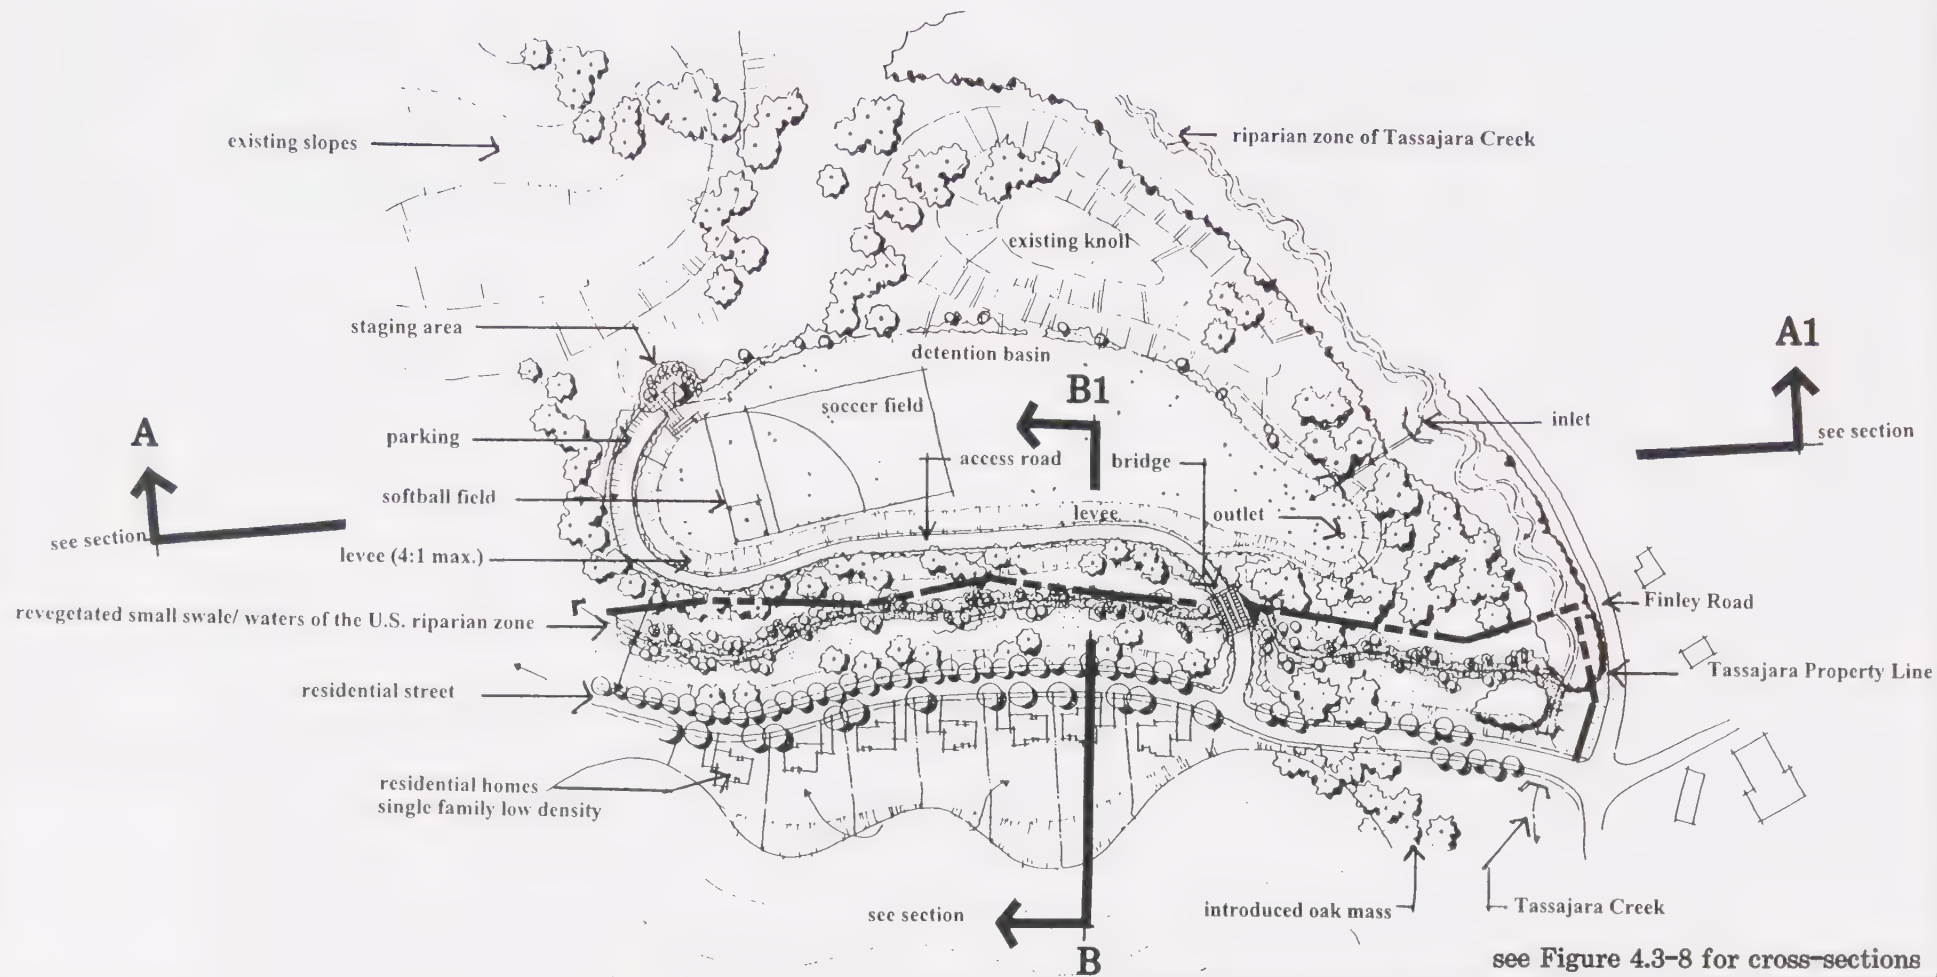 existing slopes
riparian zone of Tassajara Creek
existing knoll
staging area
detention basin
A1
B1
soccer field
inlet
see section
A
parking
access road
bridge
softball field
levee
outlet
see section
levee (4:1 max.)
revegetated small swale/ waters of the U.S. riparian zone
Finley Road
Tassajara Property Line
residential street
residential homes
single family low density
see section
introduced oak mass
Tassajara Creek
B
see Figure 4.3-8 for cross-sections